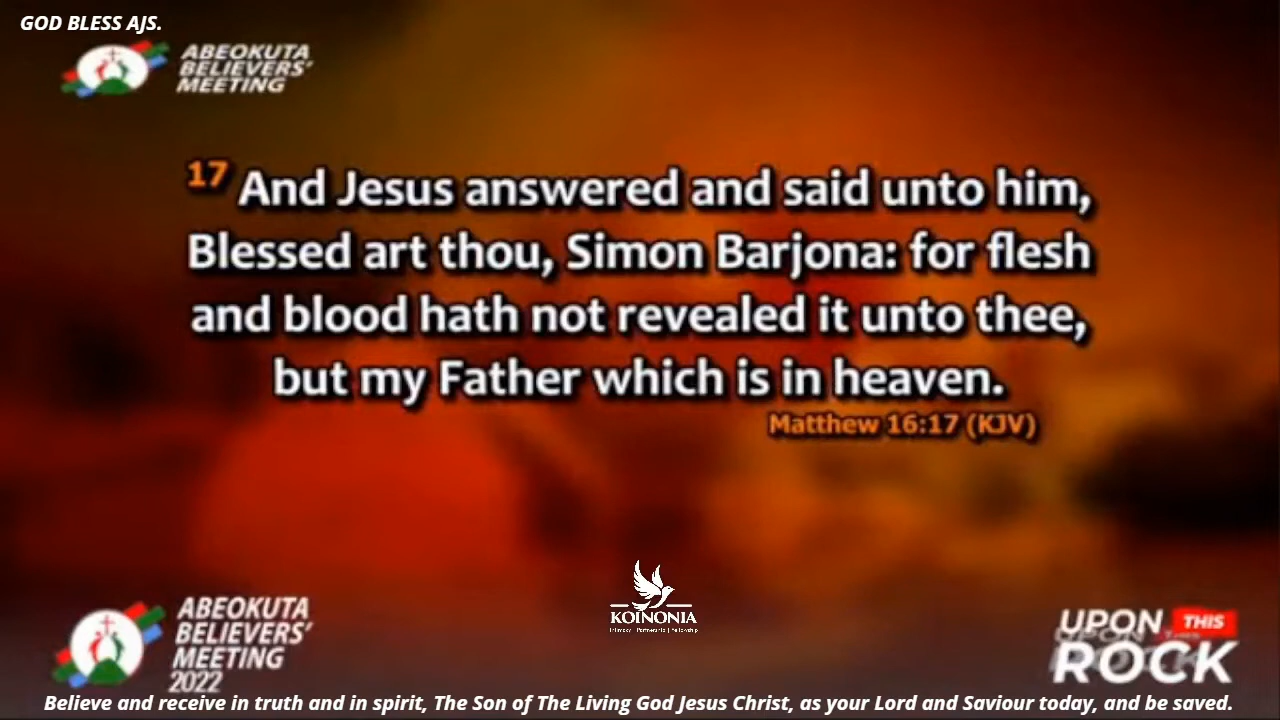 GOD BLESS AJS.
ABEOKUTA
BELIEVERS'
MEETING
17 And Jesus answered and said unto him,
Blessed art thou, Simon Barjona: for flesh
and blood hath not revealed it unto thee,
but my Father which is in heaven.
Matthew 16:17 (KJV)
KOINONIA
Intimacy | Partnership | Fellowship
ABEOKUTA
BELIEVERS'
MEETING
2022
UPON THIS
ROCK
Believe and receive in truth and in spirit, The Son of The Living God Jesus Christ, as your Lord and Saviour today, and be saved.